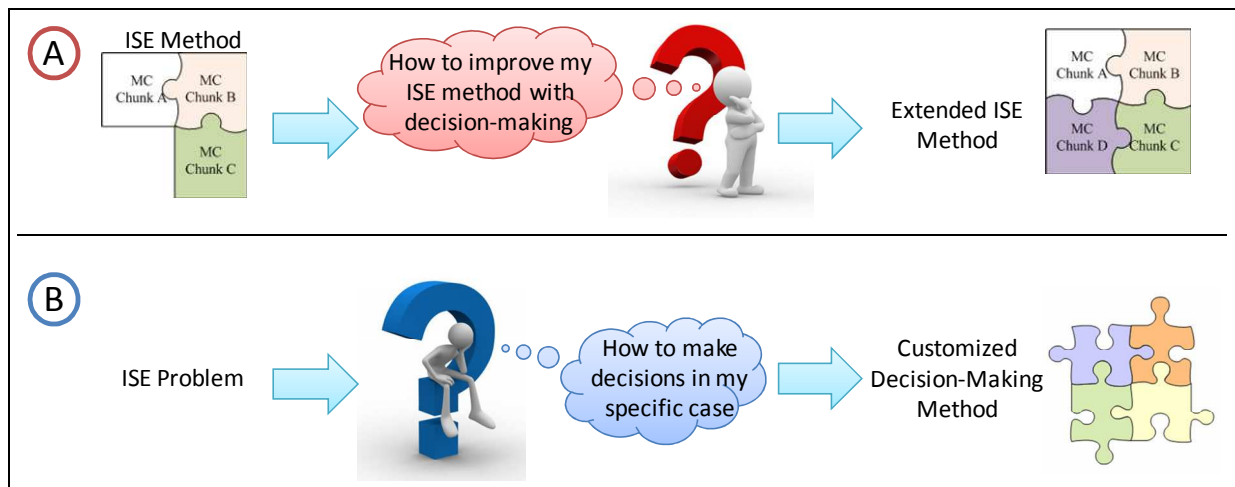 A
ISE Method
MC
Chunk A
MC
Chunk B
MC
Chunk C
How to improve my
ISE method with
decision-making
Extended ISE
Method
MC
Chunk A
MC
Chunk B
MC
Chunk D
MC
Chunk C
B
ISE Problem
How to make
decisions in my
specific case
Customized
Decision-Making
Method